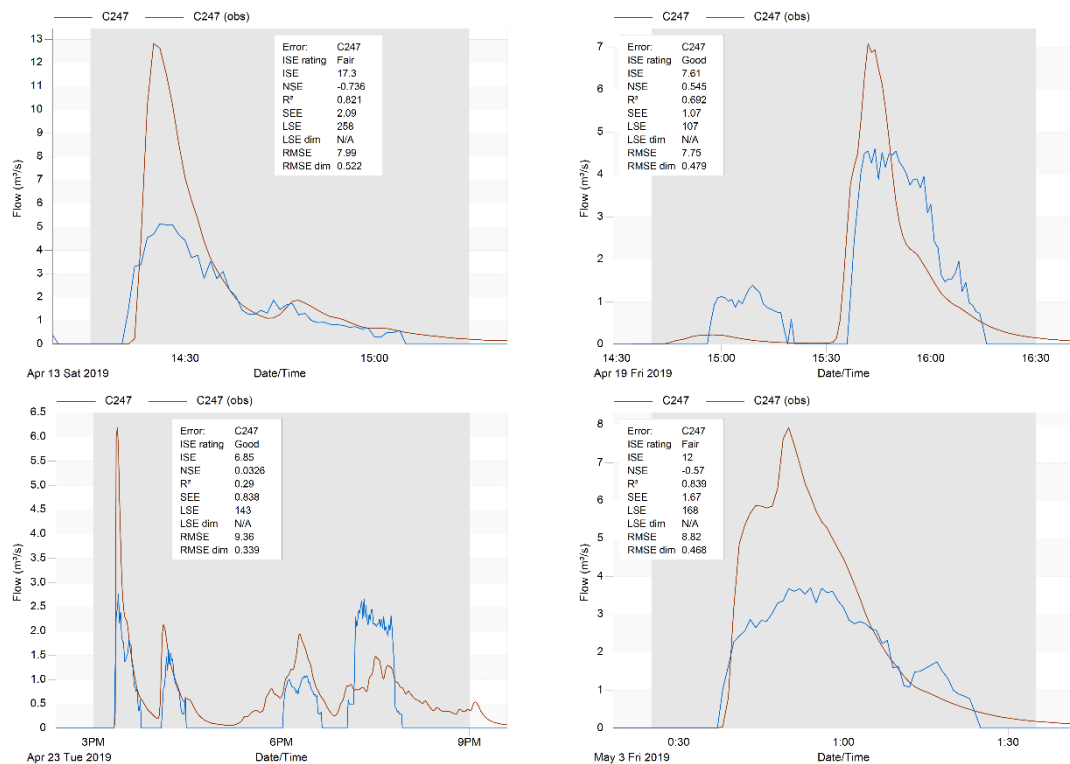 C247 C247 (obs)
13
12
11
10
9
8
7
6
5
4
3
2
1
0
Flow (m³/s)
Error: C247
ISE rating Fair
ISE 17.3
NSE -0.736
R² 0.821
SEE 2.09
LSE 258
LSE dim N/A
RMSE 7.99
RMSE dim 0.522
14:30 15:00
Apr 13 Sat 2019 Date/Time
C247 C247 (obs)
7
6
5
4
3
2
1
0
Flow (m³/s)
Error: C247
ISE rating Good
ISE 7.61
NSE 0.545
R² 0.692
SEE 1.07
LSE 107
LSE dim N/A
RMSE 7.75
RMSE dim 0.479
14:30 15:00 15:30 16:00 16:30
Apr 19 Fri 2019 Date/Time
C247 C247 (obs)
6.5
6.0
5.5
5.0
4.5
4.0
3.5
3.0
2.5
2.0
1.5
1.0
0.5
0.0
Flow (m³/s)
Error: C247
ISE rating Good
ISE 6.85
NSE 0.0326
R² 0.29
SEE 0.838
LSE 143
LSE dim N/A
RMSE 9.36
RMSE dim 0.339
3PM 6PM 9PM
Apr 23 Tue 2019 Date/Time
C247 C247 (obs)
8
7
6
5
4
3
2
1
0
Flow (m³/s)
Error: C247
ISE rating Fair
ISE 12
NSE -0.57
R² 0.839
SEE 1.67
LSE 168
LSE dim N/A
RMSE 8.82
RMSE dim 0.468
0:30 1:00 1:30
May 3 Fri 2019 Date/Time